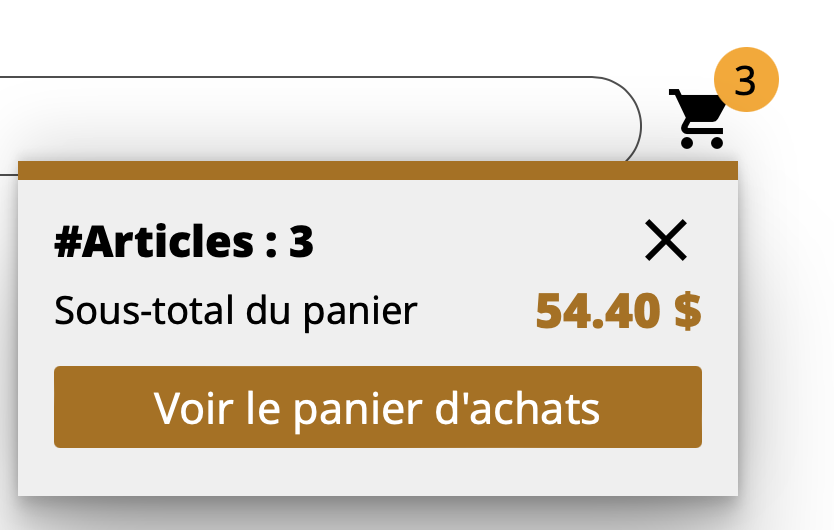 3
#Articles : 3
Sous-total du panier 54.40 $
Voir le panier d'achats